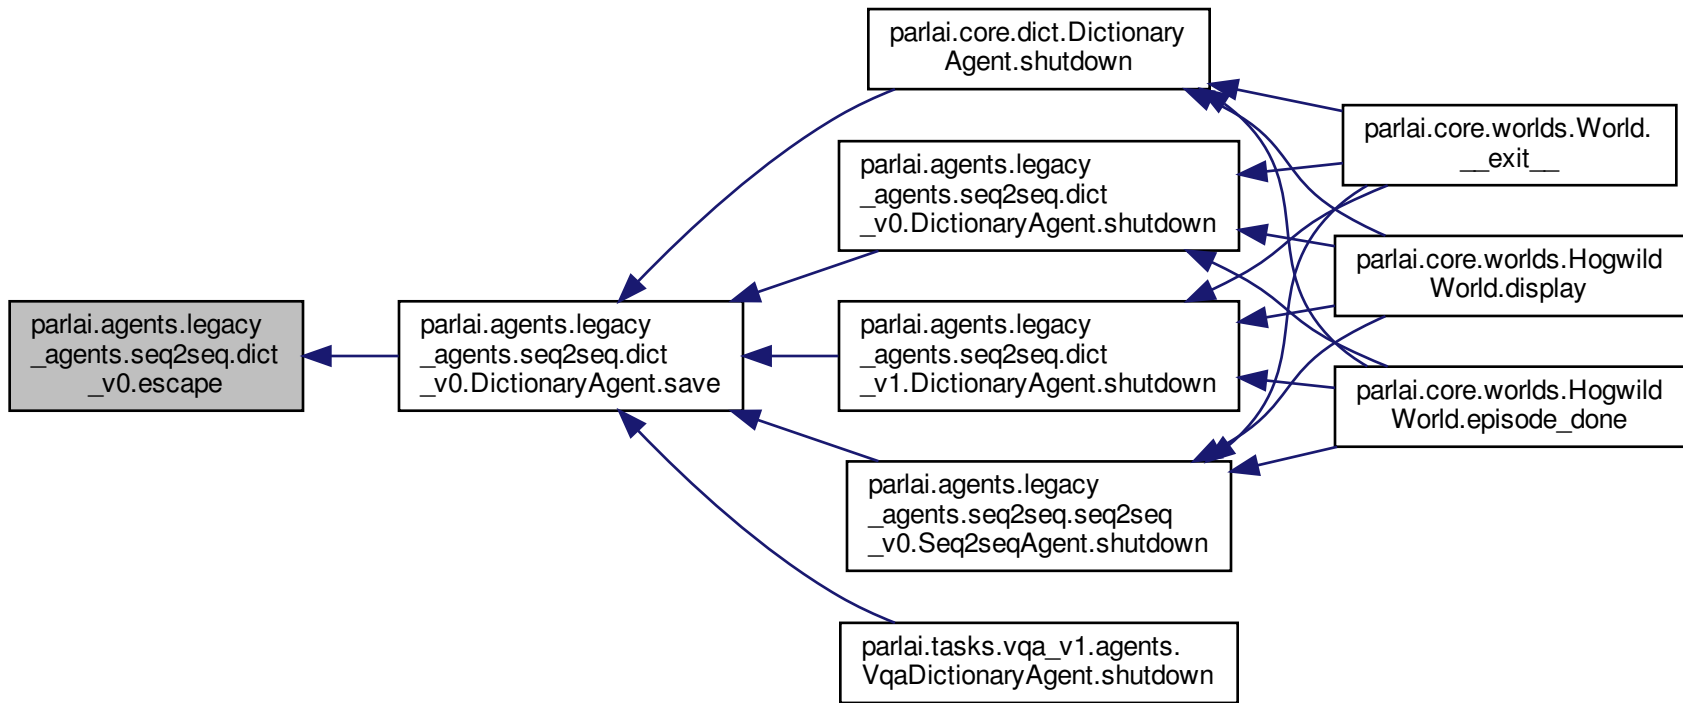 parlai.agents.legacy
_agents.seq2seq.dict
_v0.escape
parlai.agents.legacy
_agents.seq2seq.dict
_v0.DictionaryAgent.save
parlai.core.dict.Dictionary
Agent.shutdown
parlai.agents.legacy
_agents.seq2seq.dict
_v0.DictionaryAgent.shutdown
parlai.agents.legacy
_agents.seq2seq.dict
_v1.DictionaryAgent.shutdown
parlai.agents.legacy
_agents.seq2seq.seq2seq
_v0.Seq2seqAgent.shutdown
parlai.tasks.vqa_v1.agents.
VqaDictionaryAgent.shutdown
parlai.core.worlds.World.
__exit__
parlai.core.worlds.Hogwild
World.display
parlai.core.worlds.Hogwild
World.episode_done